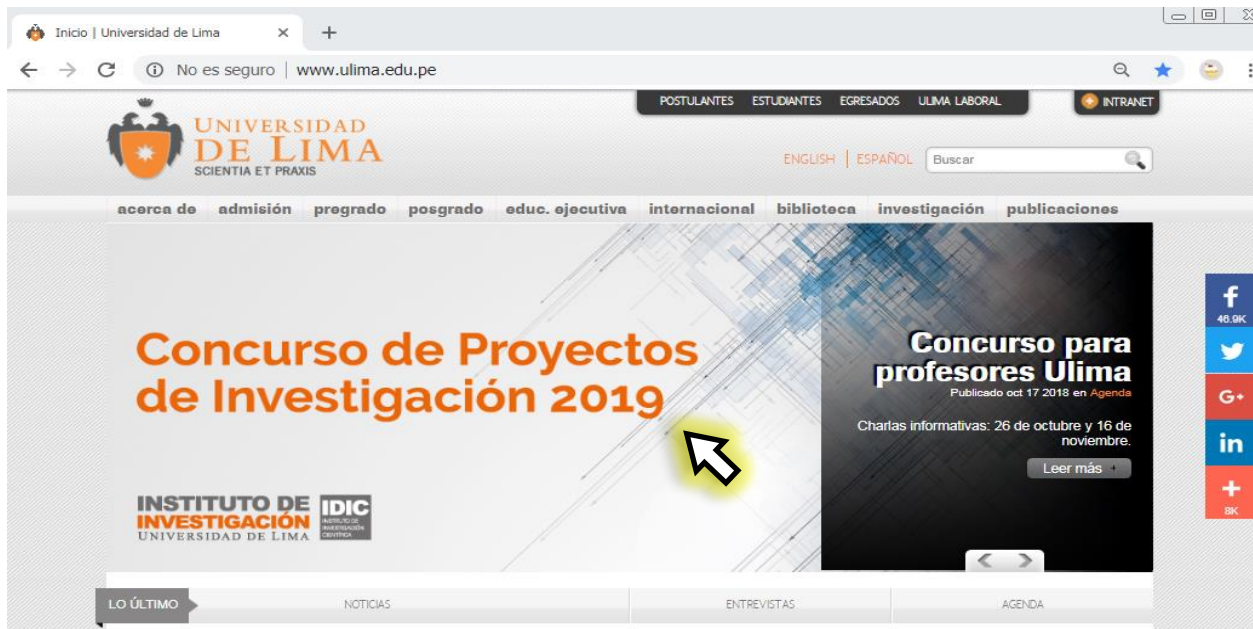 Inicio | Universidad de Lima
No es seguro | www.ulima.edu.pe
POSTULANTES ESTUDIANTES EGRESADOS ULIMA LABORAL INTRANET
UNIVERSIDAD
DE LIMA
SCIENTIA ET PRAXIS
ENGLISH | ESPAÑOL Buscar
acerca de admisión pregrado posgrado educ. ejecutiva internacional biblioteca investigación publicaciones
Concurso de Proyectos
de Investigación 2019
Concurso para
profesores Ulima
Publicado oct 17 2018 en Agenda
Charlas informativas: 26 de octubre y 16 de
noviembre.
Leer más +
INSTITUTO DE
INVESTIGACIÓN
UNIVERSIDAD DE LIMA
IDIC
INSTITUTO DE
INVESTIGACIÓN
CIENTÍFICA
f
46.9K
G+
in
+
8K
LO ÚLTIMO NOTICIAS ENTREVISTAS AGENDA